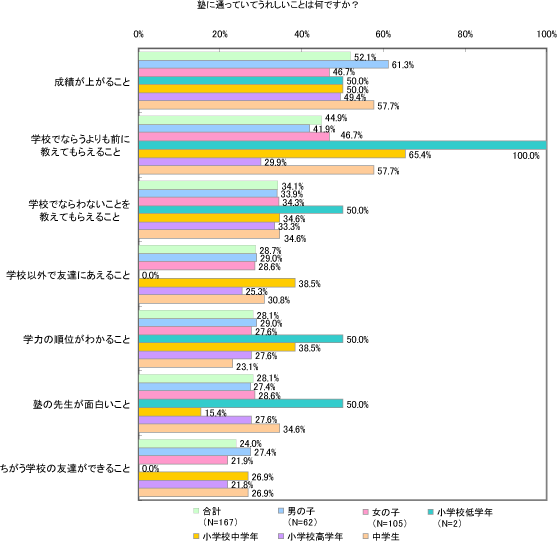 塾に通っていてうれしいことは何ですか？
0% 20% 40% 60% 80% 100%
成績が上がること
52.1%
61.3%
46.7%
50.0%
50.0%
49.4%
57.7%
学校でならうよりも前に
教えてもらえること
44.9%
41.9%
46.7%
100.0%
65.4%
29.9%
57.7%
学校でならわないことを
教えてもらえること
34.1%
33.9%
34.3%
50.0%
34.6%
33.3%
34.6%
学校以外で友達にあえること
28.7%
29.0%
28.6%
0.0%
38.5%
25.3%
30.8%
学力の順位がわかること
28.1%
29.0%
27.6%
50.0%
38.5%
27.6%
23.1%
塾の先生が面白いこと
28.1%
27.4%
28.6%
50.0%
15.4%
27.6%
34.6%
ちがう学校の友達ができること
24.0%
27.4%
21.9%
0.0%
26.9%
21.8%
26.9%
合計
（N=167）
男の子
（N=62）
女の子
（N=105）
小学校低学年
（N=2）
小学校中学年
小学校高学年
中学生